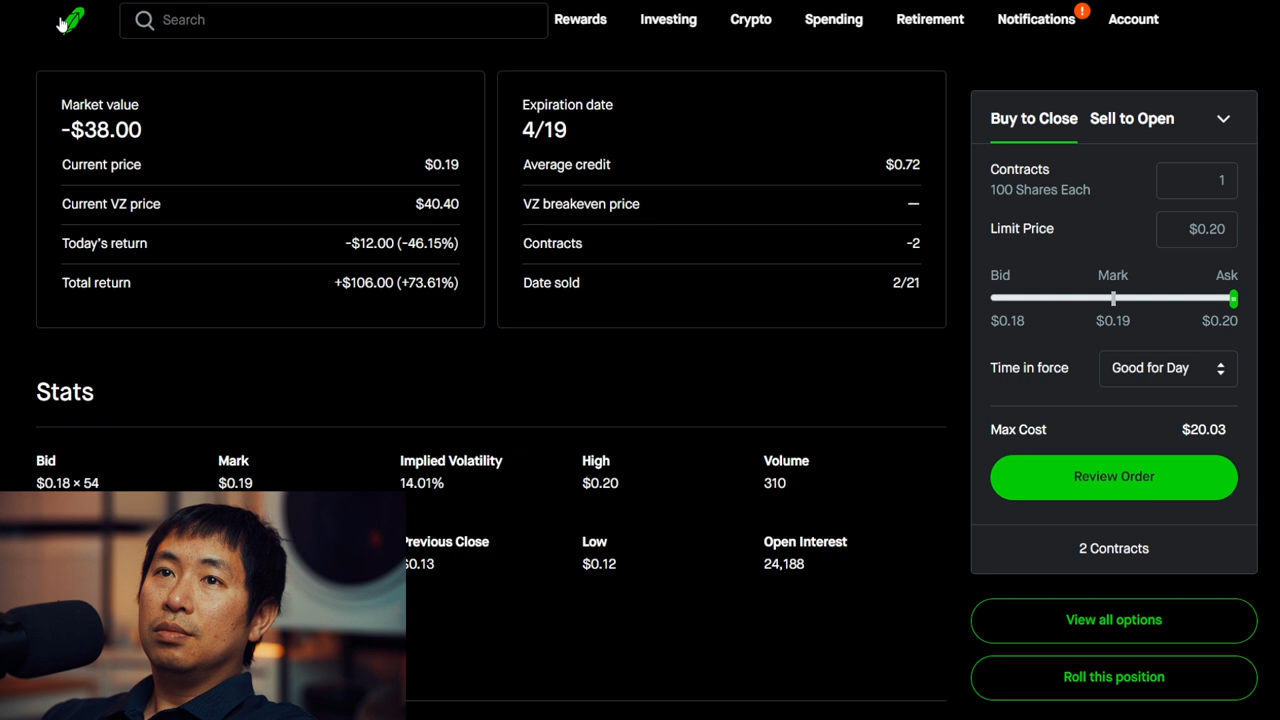 Search
Rewards
Investing
Crypto
Spending
Retirement
Notifications
!
Account
Market value
-$38.00
Current price $0.19
Current VZ price $40.40
Today's return -$12.00 (-46.15%)
Total return +$106.00 (+73.61%)
Expiration date
4/19
Average credit $0.72
VZ breakeven price —
Contracts -2
Date sold 2/21
Buy to Close Sell to Open
Contracts 1
100 Shares Each
Limit Price $0.20
Bid Mark Ask
$0.18 $0.19 $0.20
Time in force Good for Day
Max Cost $20.03
Review Order
2 Contracts
View all options
Roll this position
Stats
Bid Mark Implied Volatility High Volume
$0.18 × 54 $0.19 14.01% $0.20 310
Previous Close Low Open Interest
$0.13 $0.12 24,188